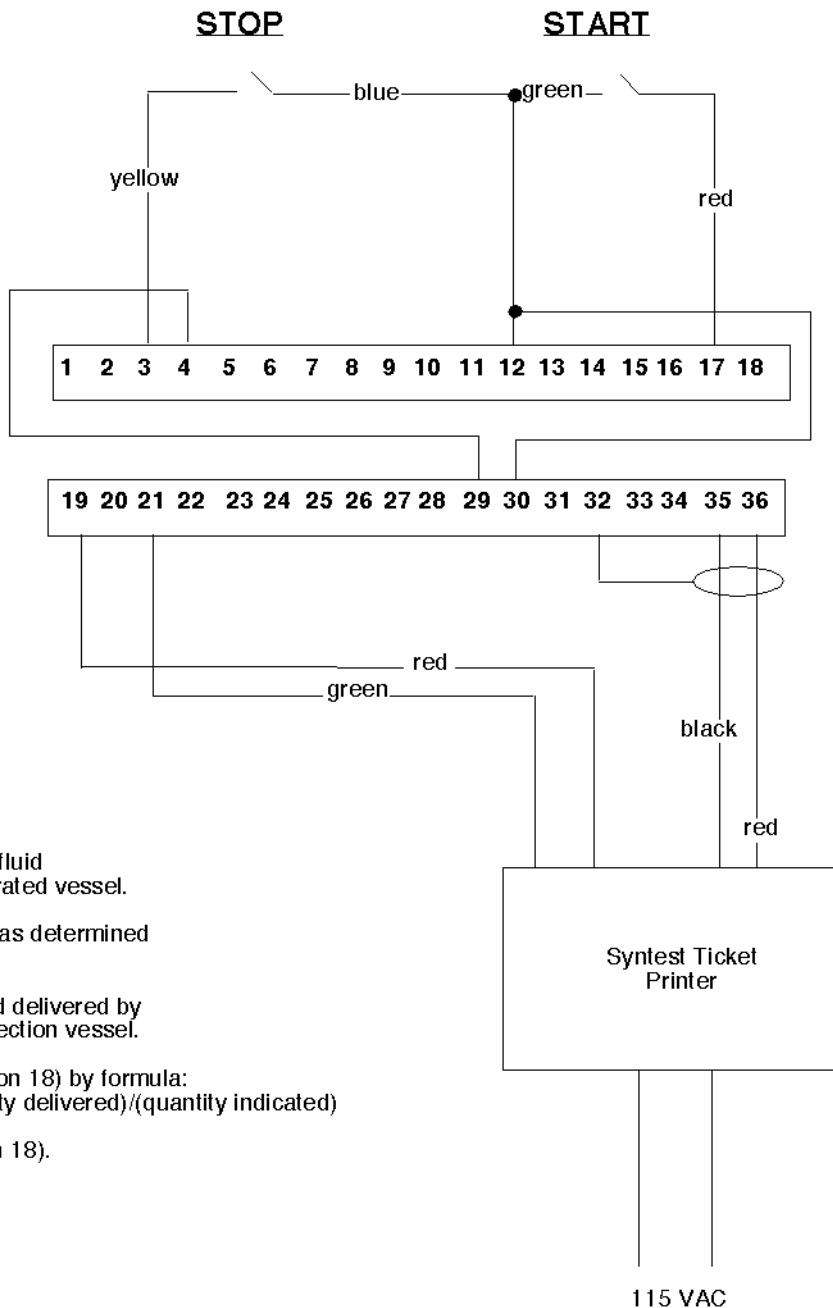 STOP START
blue green
yellow
red
1 2 3 4 5 6 7 8 9 10 11 12 13 14 15 16 17 18
19 20 21 22 23 24 25 26 27 28 29 30 31 32 33 34 35 36
red
green
black
red
fluid
rated vessel.
as determined
Syntest Ticket
Printer
d delivered by
ection vessel.
on 18) by formula:
ty delivered)/(quantity indicated)
n 18).
115 VAC